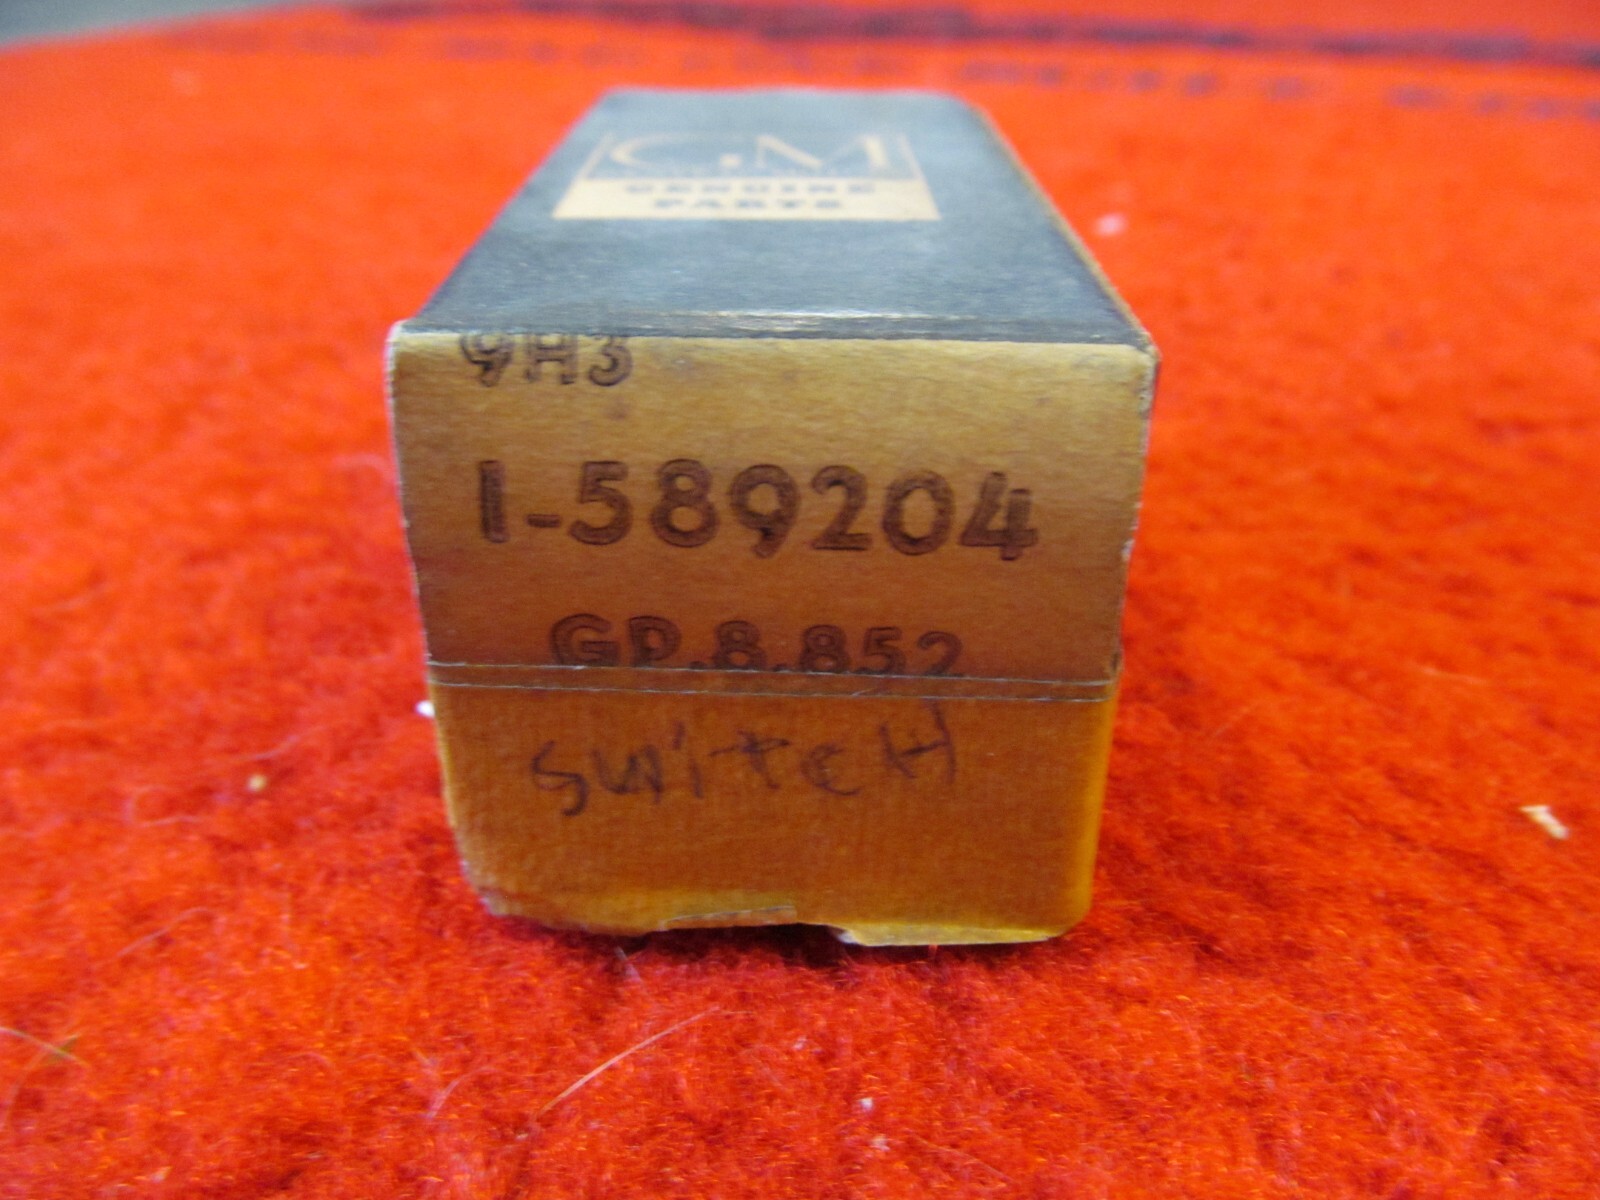 GM
GENUINE
PARTS
9H3
1-589204
GP.8.852
SWiTCH